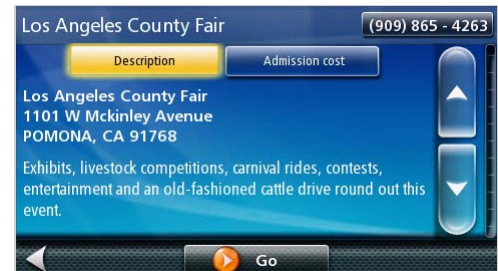 Los Angeles County Fair
(909) 865 - 4263
Description
Admission cost
Los Angeles County Fair
1101 W Mckinley Avenue
POMONA, CA 91768
Exhibits, livestock competitions, carnival rides, contests,
entertainment and an old-fashioned cattle drive round out this
event.
Go